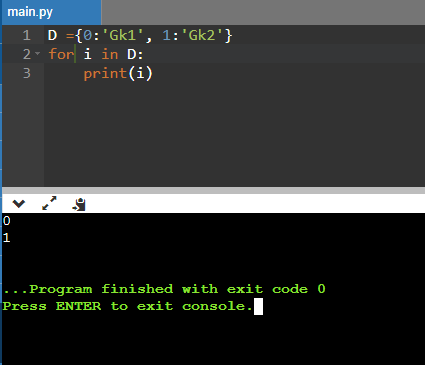 main.py
1 D ={0:'Gk1', 1:'Gk2'}
2 for i in D:
3     print(i)
0
1
...Program finished with exit code 0
Press ENTER to exit console.